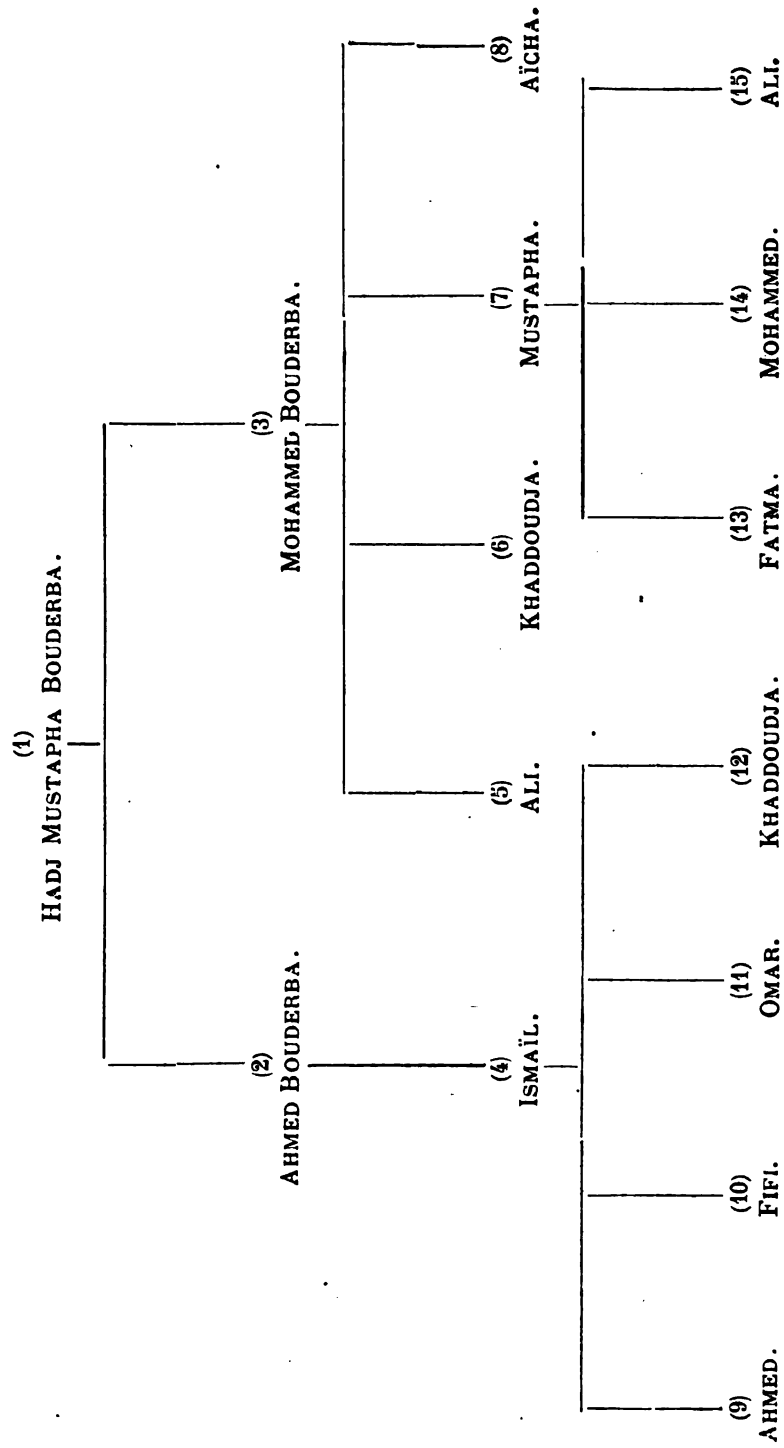 (1)
HADJ MUSTAPHA BOUDERBA.
(2)
AHMED BOUDERBA.
(3)
MOHAMMED BOUDERBA.
(4)
ISMAÏL.
(5)
ALI.
(6)
KHADDOUDJA.
(7)
MUSTAPHA.
(8)
AÏCHA.
(9)
AHMED.
(10)
FIFI.
(11)
OMAR.
(12)
KHADDOUDJA.
(13)
FATMA.
(14)
MOHAMMED.
(15)
ALI.